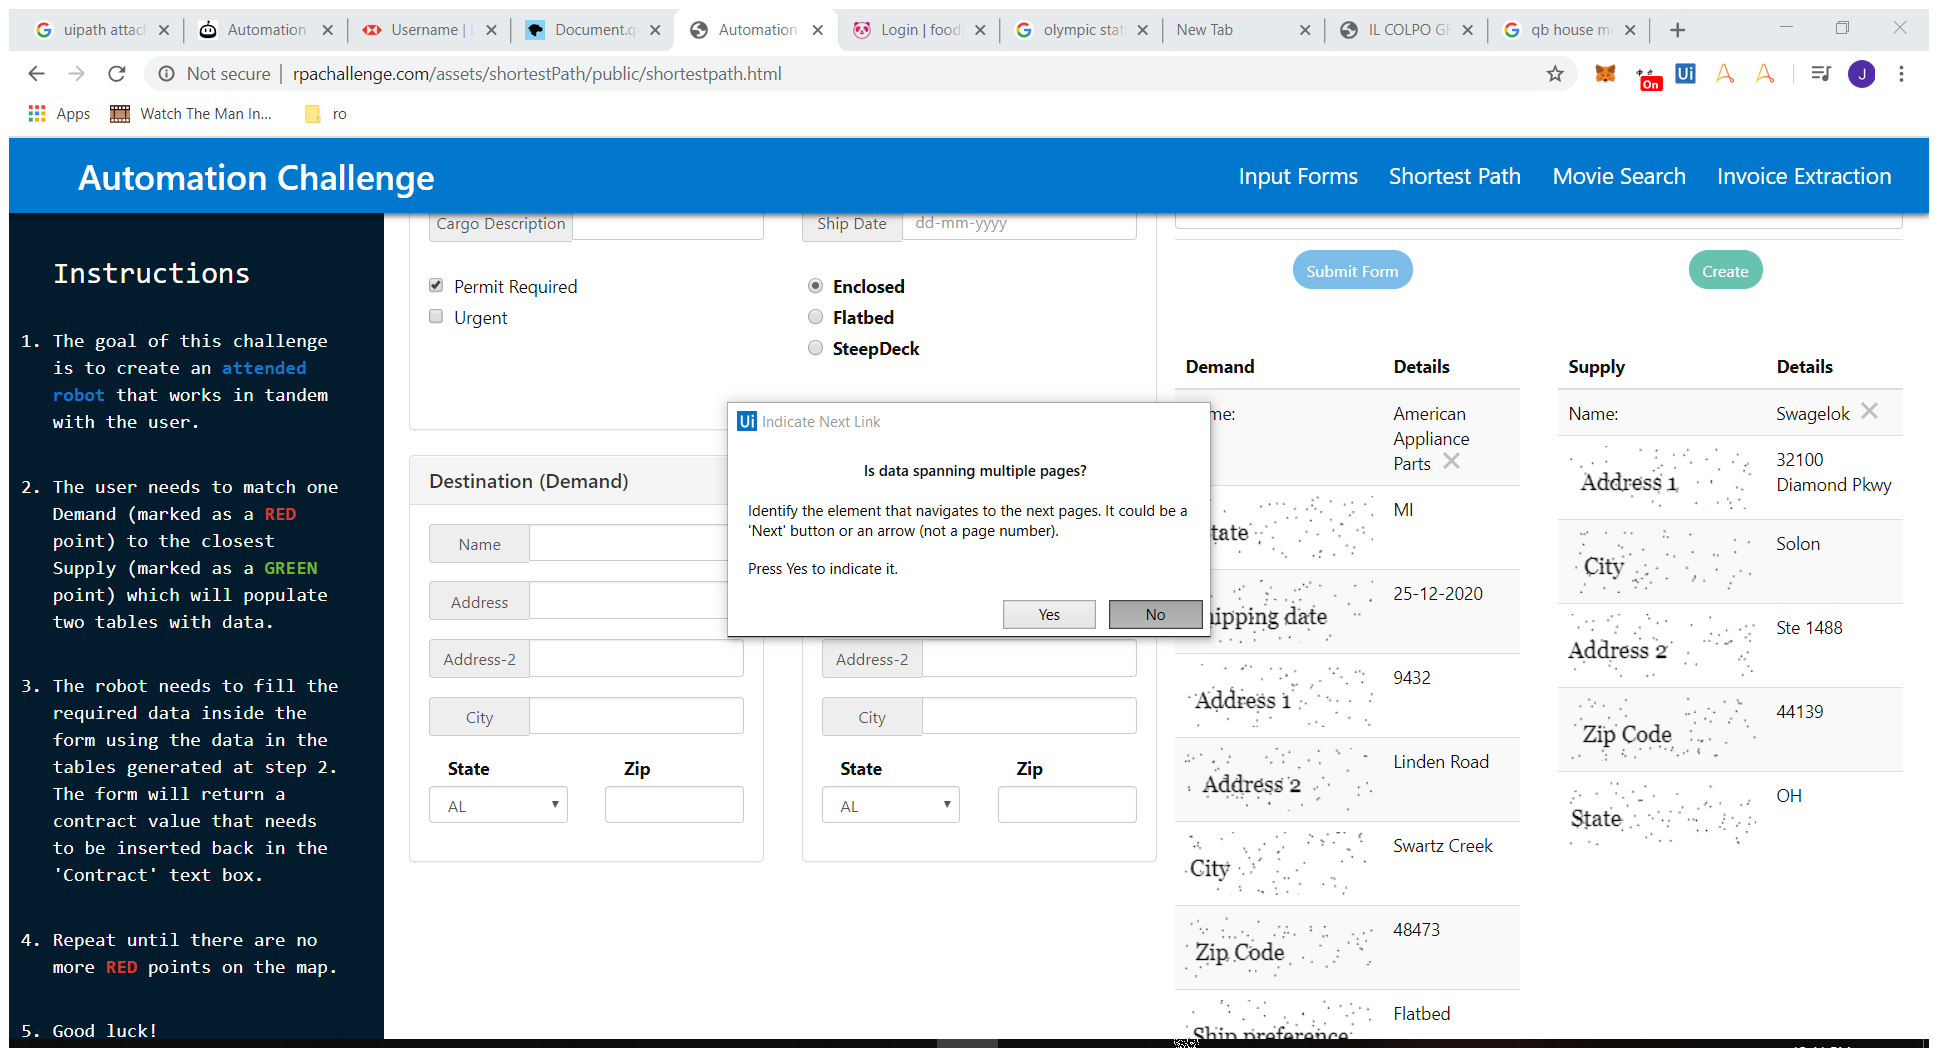 uipath attach
Automation
Username |
Document.q
Automation
Login | food
olympic stat
New Tab
IL COLPO GR
qb house m
Not secure | rpachallenge.com/assets/shortestPath/public/shortestpath.html
On
Ui
J
Apps
Watch The Man In...
ro
Automation Challenge
Input Forms
Shortest Path
Movie Search
Invoice Extraction
Instructions
1. The goal of this challenge
is to create an attended
robot that works in tandem
with the user.
2. The user needs to match one
Demand (marked as a RED
point) to the closest
Supply (marked as a GREEN
point) which will populate
two tables with data.
3. The robot needs to fill the
required data inside the
form using the data in the
tables generated at step 2.
The form will return a
contract value that needs
to be inserted back in the
'Contract' text box.
4. Repeat until there are no
more RED points on the map.
5. Good luck!
Cargo Description
Ship Date
dd-mm-yyyy
Permit Required
Urgent
Enclosed
Flatbed
SteepDeck
Destination (Demand)
Name
Address
Address-2
City
State
Zip
AL
Address-2
City
State
Zip
AL
Ui Indicate Next Link
Is data spanning multiple pages?
Identify the element that navigates to the next pages. It could be a
'Next' button or an arrow (not a page number).
Press Yes to indicate it.
Yes
No
Submit Form
Create
Demand
Details
me:
American
Appliance
Parts
tate
MI
hipping date
25-12-2020
Address 1
9432
Address 2
Linden Road
City
Swartz Creek
Zip Code
48473
Ship preference
Flatbed
Supply
Details
Name:
Swagelok
Address 1
32100
Diamond Pkwy
City
Solon
Address 2
Ste 1488
Zip Code
44139
State
OH